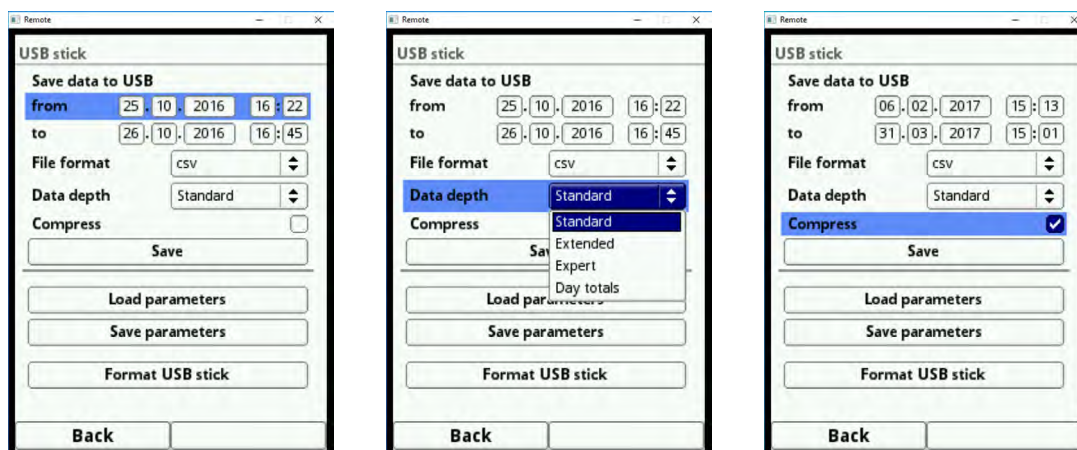 Remote
USB stick
Save data to USB
from 25 . 10 . 2016 16 : 22
to 26 . 10 . 2016 16 : 45
File format csv
Data depth Standard
Compress
Save
Load parameters
Save parameters
Format USB stick
Back
Remote
USB stick
Save data to USB
from 25 . 10 . 2016 16 : 22
to 26 . 10 . 2016 16 : 45
File format csv
Data depth Standard
Compress Standard
Extended
Expert
Day totals
Save parameters
Format USB stick
Back
Remote
USB stick
Save data to USB
from 06 . 02 . 2017 15 : 13
to 31 . 03 . 2017 15 : 01
File format csv
Data depth Standard
Compress
Save
Load parameters
Save parameters
Format USB stick
Back